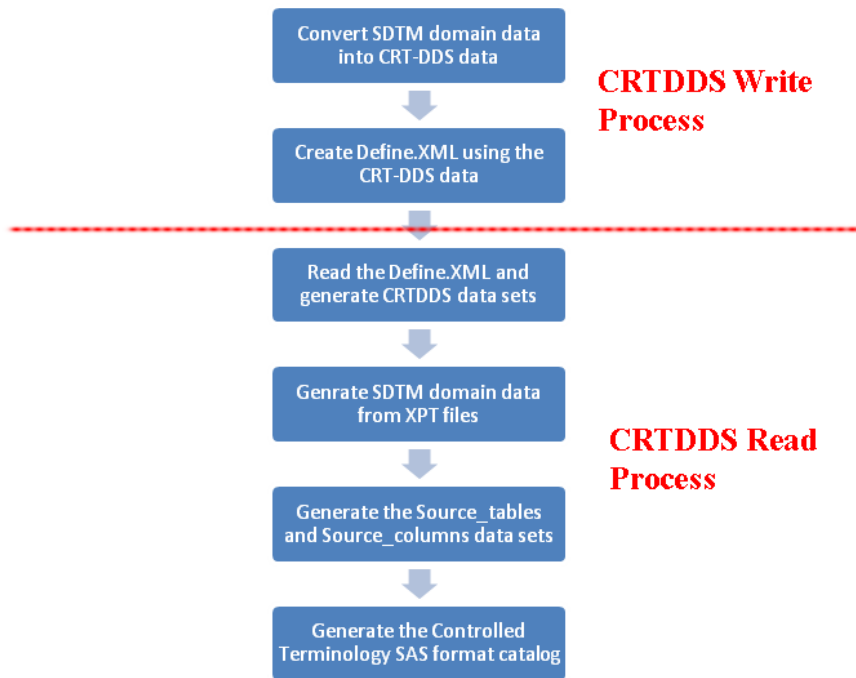 Convert SDTM domain data
into CRT-DDS data
CRTDDS Write
Process
Create Define.XML using the
CRT-DDS data
Read the Define.XML and
generate CRTDDS data sets
Genrate SDTM domain data
from XPT files
CRTDDS Read
Process
Generate the Source_tables
and Source_columns data sets
Generate the Controlled
Terminology SAS format catalog